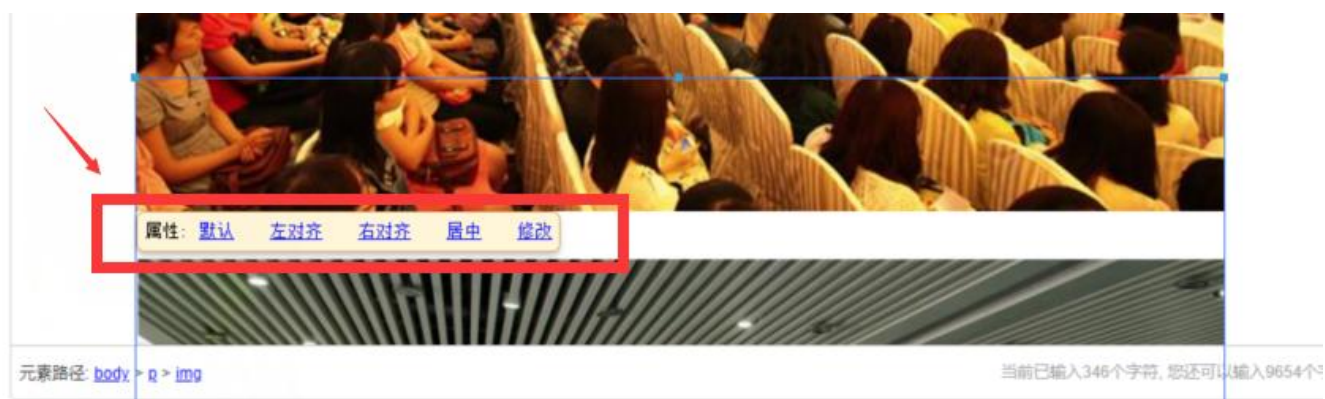 属性: 默认 左对齐 右对齐 居中 修改
元素路径: body > p > img
当前已输入346个字符, 您还可以输入9654个